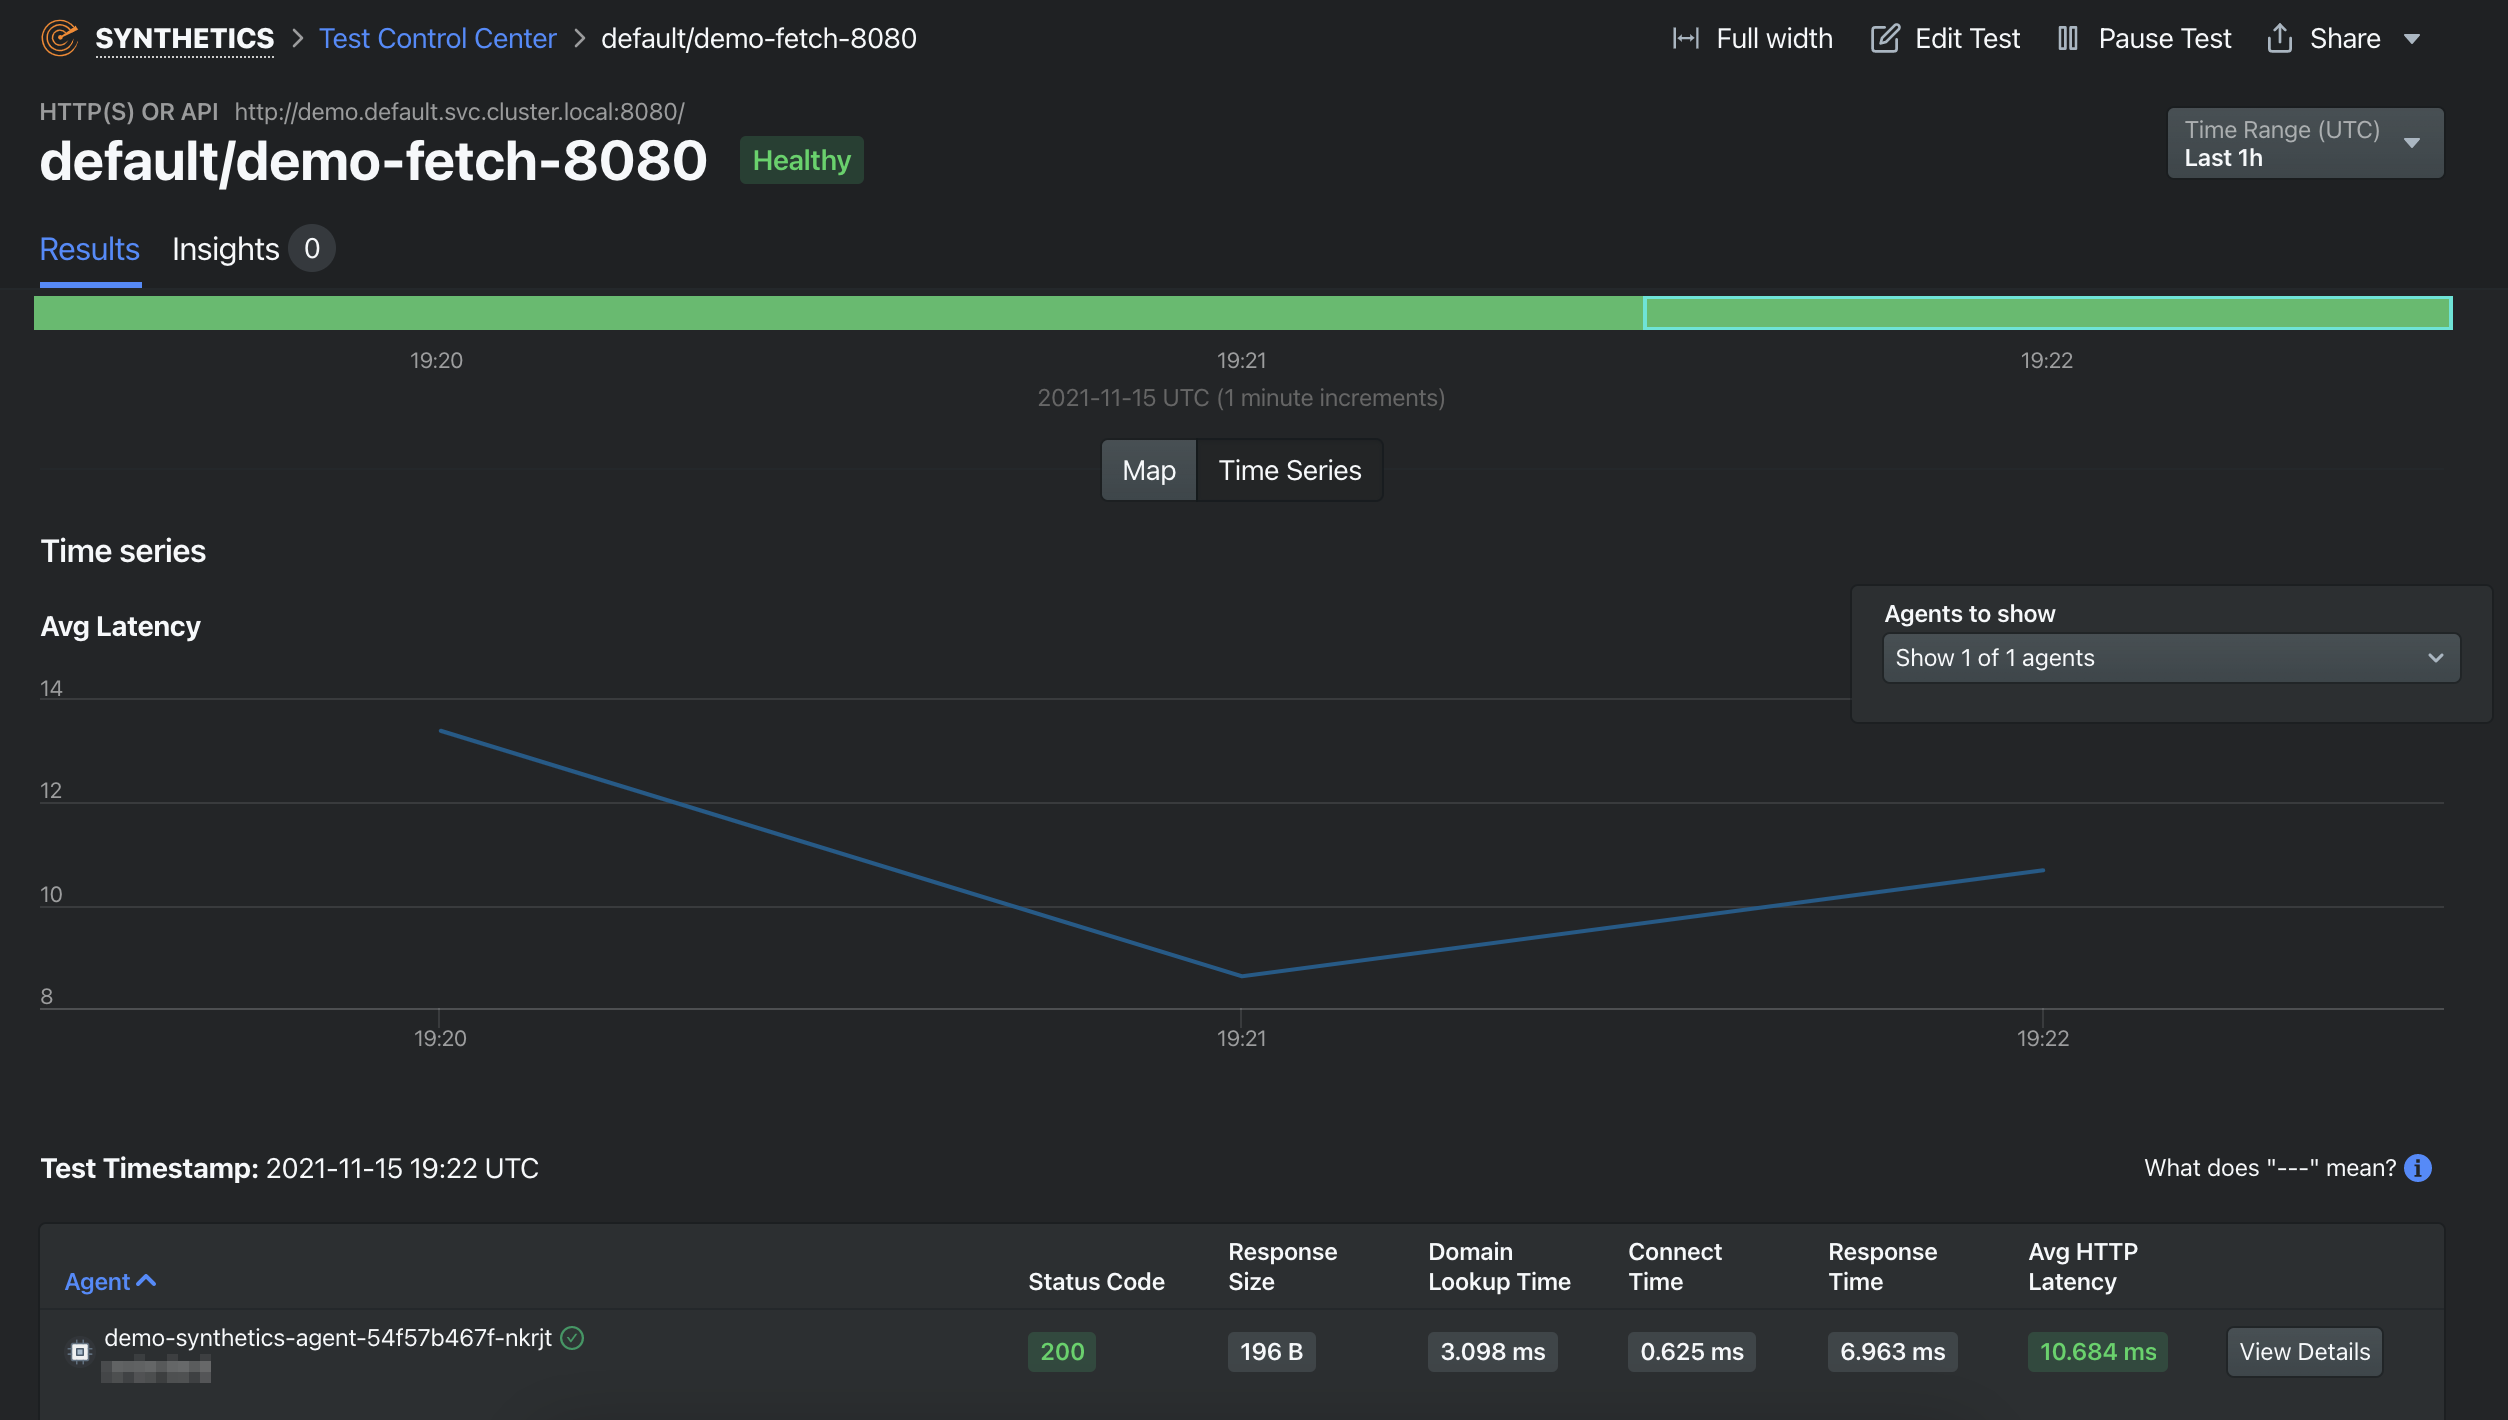 SYNTHETICS > Test Control Center > default/demo-fetch-8080
Full width Edit Test Pause Test Share
HTTP(S) OR API http://demo.default.svc.cluster.local:8080/
default/demo-fetch-8080 Healthy
Time Range (UTC)
Last 1h
Results Insights 0
19:20 19:21 19:22
2021-11-15 UTC (1 minute increments)
Map Time Series
Time series
Agents to show
Show 1 of 1 agents
Avg Latency
14
12
10
8
19:20 19:21 19:22
Test Timestamp: 2021-11-15 19:22 UTC
What does "---" mean?
Agent
Status Code
Response
Size
Domain
Lookup Time
Connect
Time
Response
Time
Avg HTTP
Latency
demo-synthetics-agent-54f57b467f-nkrjt
200 196 B 3.098 ms 0.625 ms 6.963 ms 10.684 ms View Details